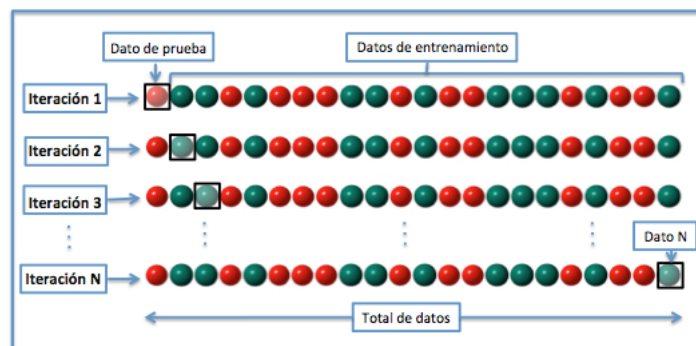 Dato de prueba
Datos de entrenamiento
Iteración 1
Iteración 2
Iteración 3
Dato N
Iteración N
Total de datos